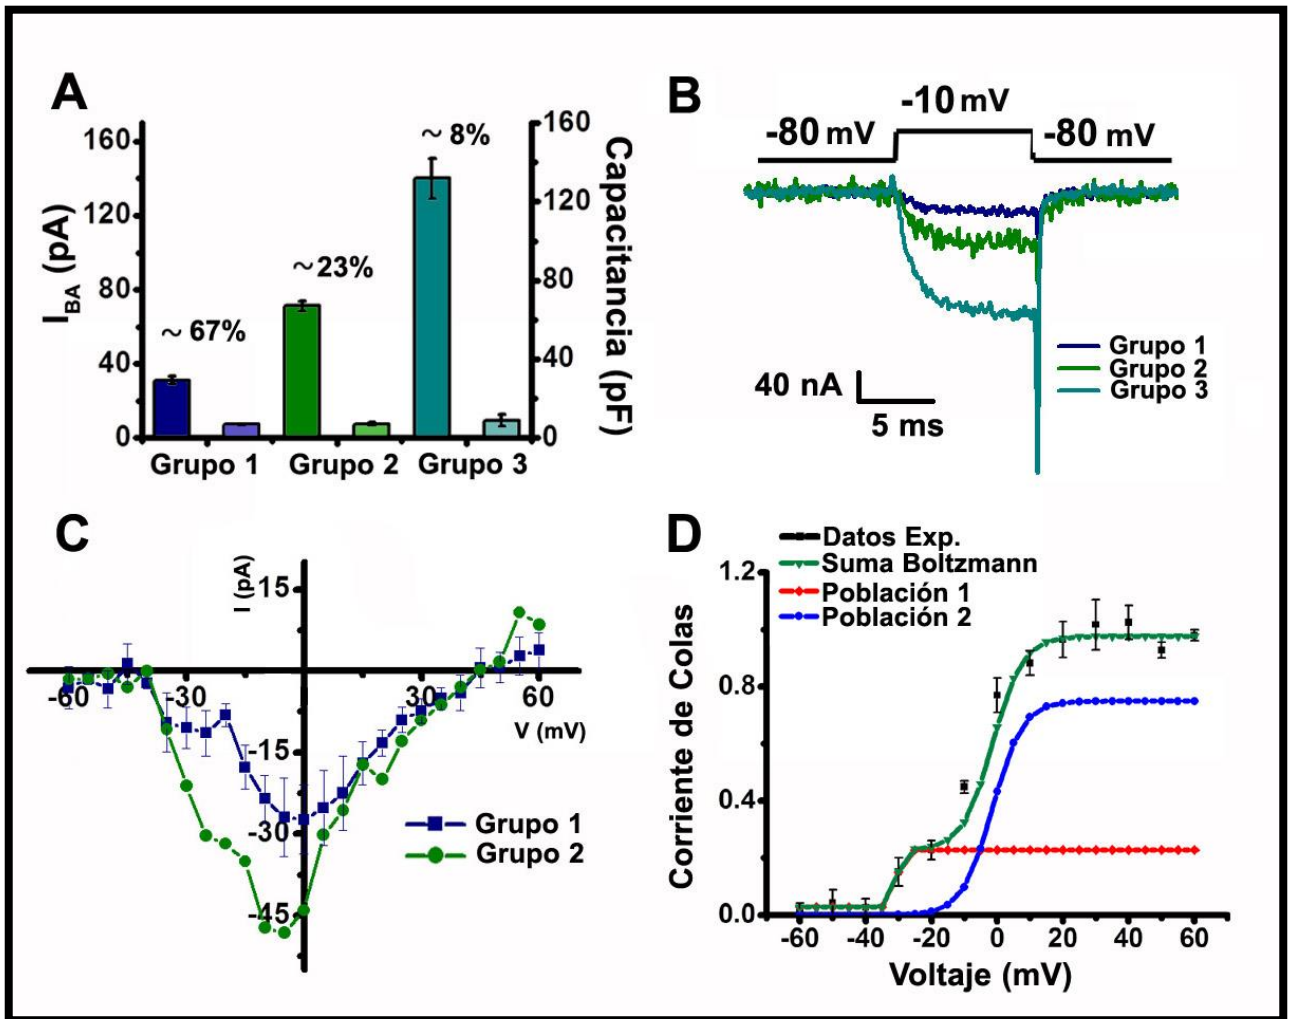 A
160
120
80
40
0
I_BA (pA)
~ 67%
~23%
~ 8%
160
120
80
40
0
Capacitancia (pF)
Grupo 1
Grupo 2
Grupo 3
B
-80 mV
-10 mV
-80 mV
40 nA
5 ms
Grupo 1
Grupo 2
Grupo 3
C
I (pA)
15
-15
-30
-45
-60
-30
30
60
V (mV)
Grupo 1
Grupo 2
D
Datos Exp.
Suma Boltzmann
Población 1
Población 2
1.2
0.8
0.4
0.0
Corriente de Colas
-60
-40
-20
0
20
40
60
Voltaje (mV)